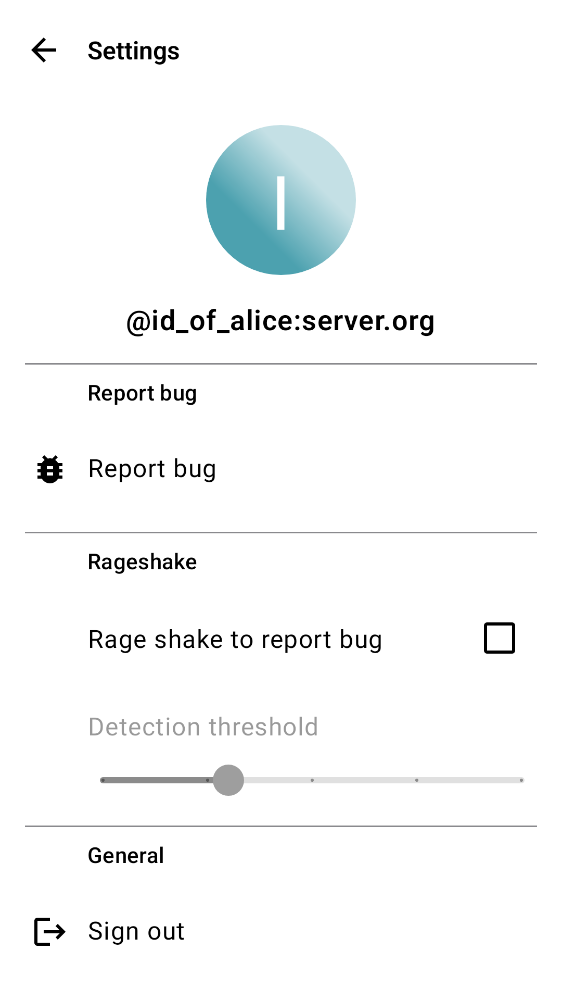 Settings
I
@id_of_alice:server.org
Report bug
Report bug
Rageshake
Rage shake to report bug
Detection threshold
General
Sign out